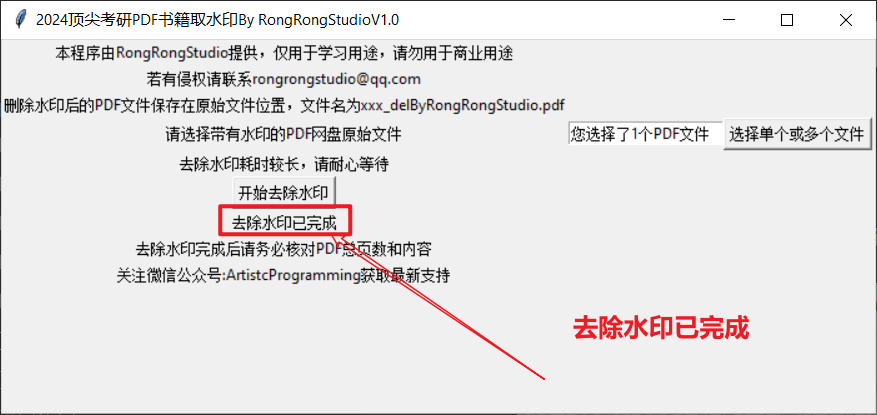 2024顶尖考研PDF书籍取水印By RongRongStudioV1.0
本程序由RongRongStudio提供，仅用于学习用途，请勿用于商业用途
若有侵权请联系rongrongstudio@qq.com
删除水印后的PDF文件保存在原始文件位置，文件名为xxx_delByRongRongStudio.pdf
请选择带有水印的PDF网盘原始文件
您选择了1个PDF文件
选择单个或多个文件
去除水印耗时较长，请耐心等待
开始去除水印
去除水印已完成
去除水印完成后请务必核对PDF总页数和内容
关注微信公众号:ArtistcProgramming获取最新支持
去除水印已完成